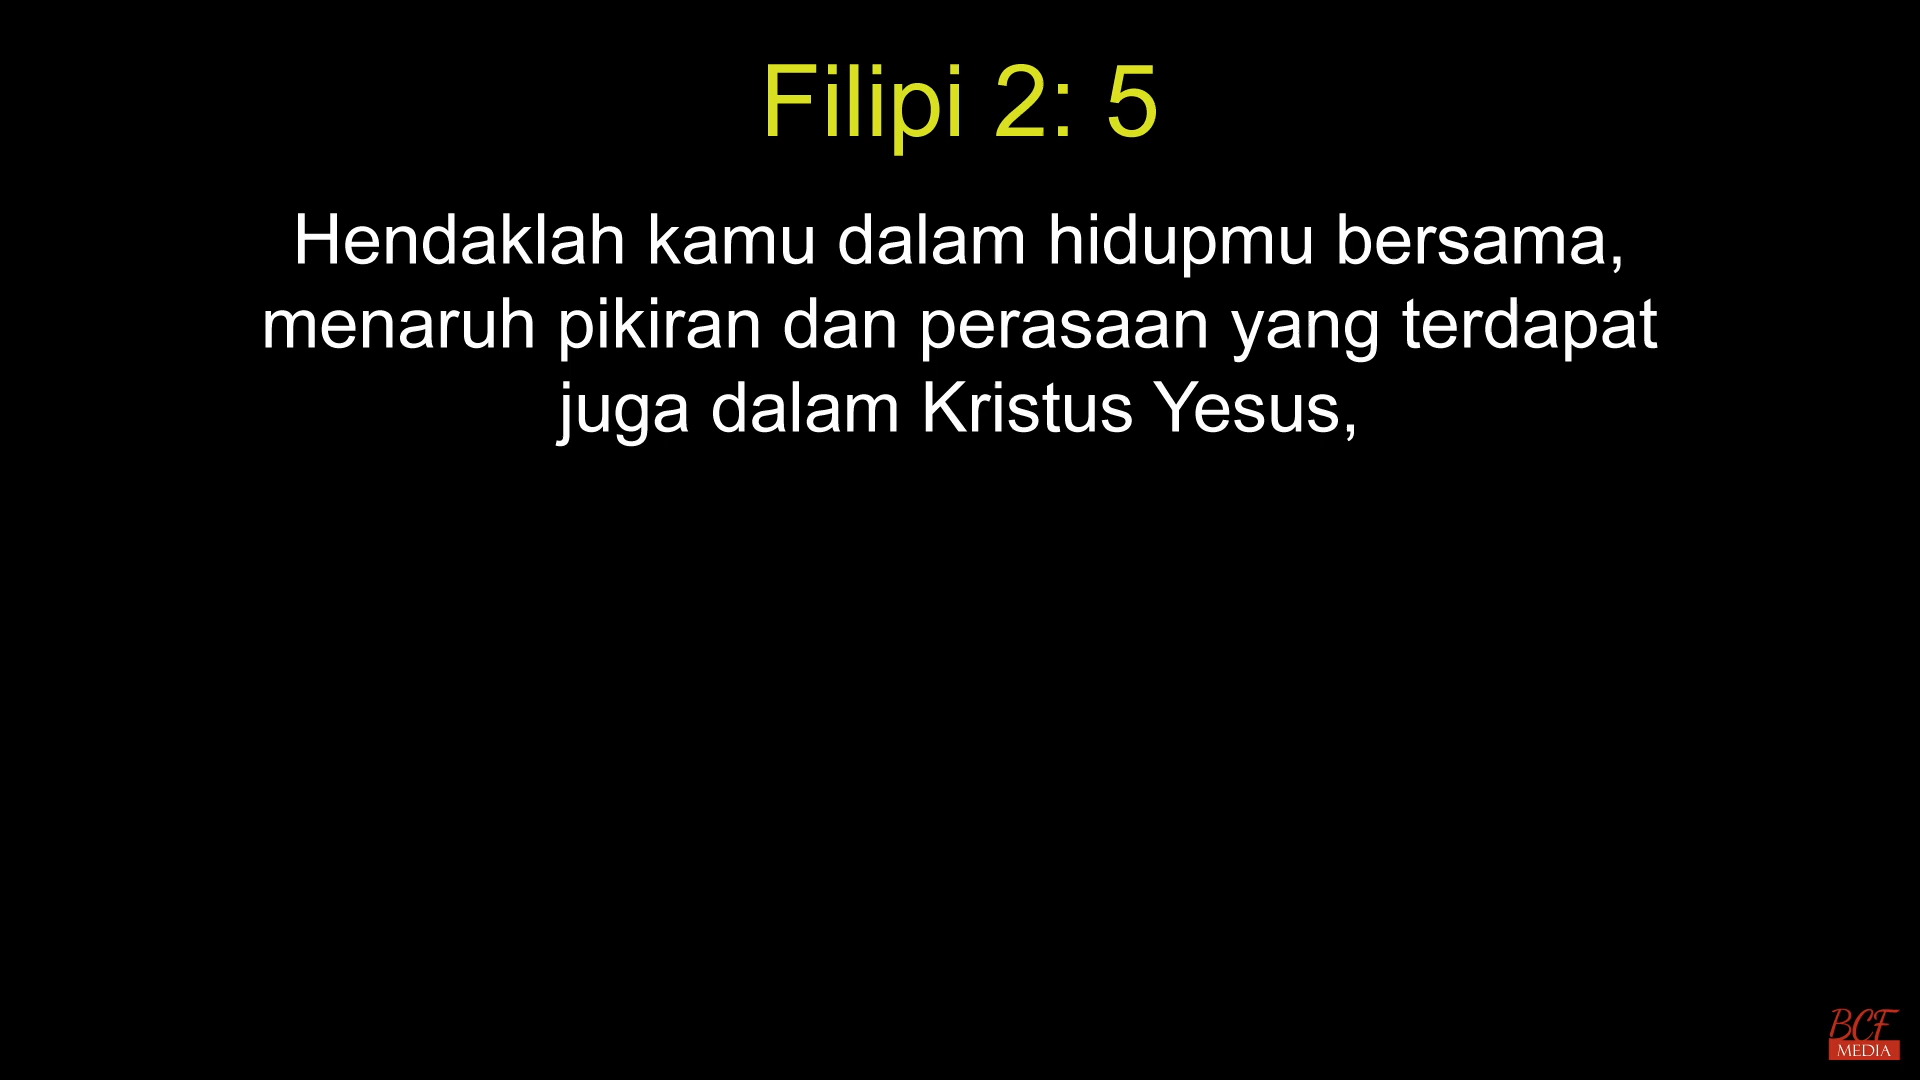 Filipi 2: 5
Hendaklah kamu dalam hidupmu bersama,
menaruh pikiran dan perasaan yang terdapat
juga dalam Kristus Yesus,
BCF
MEDIA